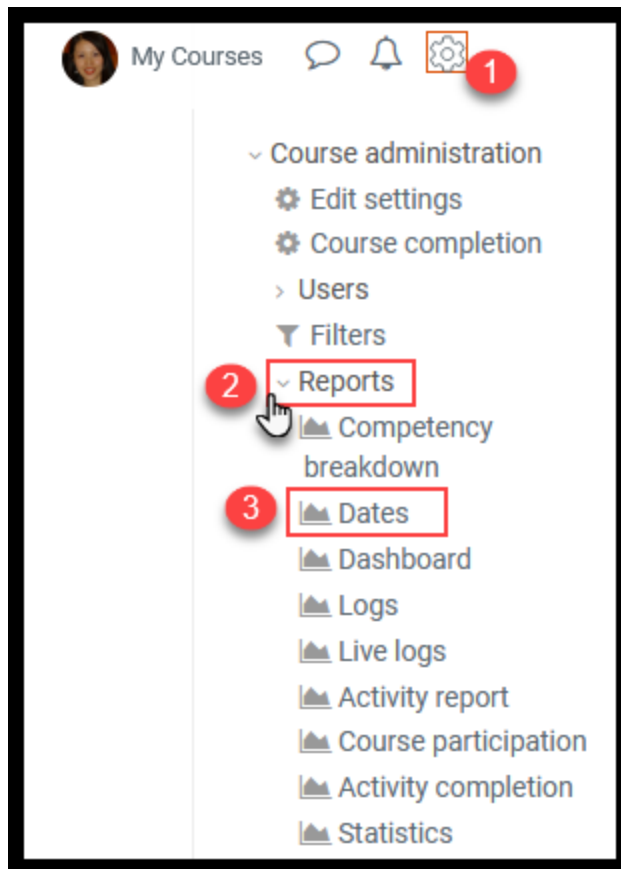 My Courses
1
Course administration
Edit settings
Course completion
Users
Filters
2 Reports
Competency
breakdown
3 Dates
Dashboard
Logs
Live logs
Activity report
Course participation
Activity completion
Statistics